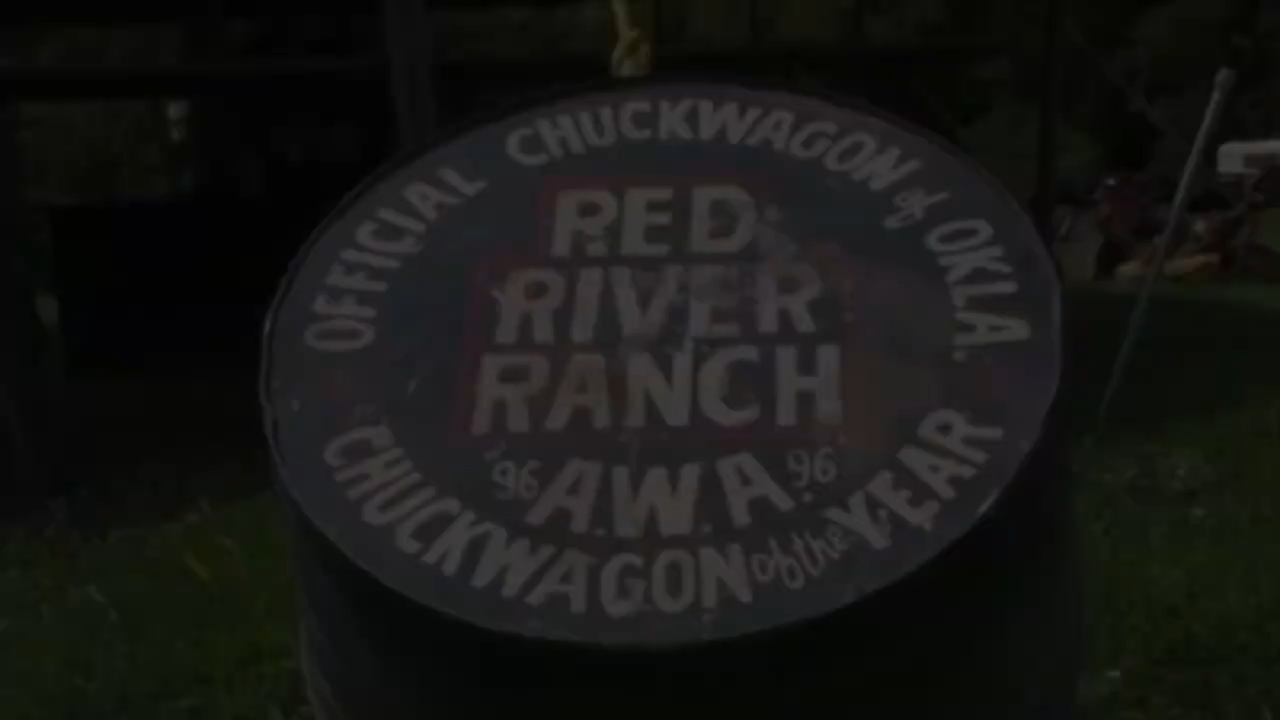 OFFICIAL CHUCKWAGON of OKLA.
RED
RIVER
RANCH
'96 A.W.A. 96
CHUCKWAGON of the YEAR